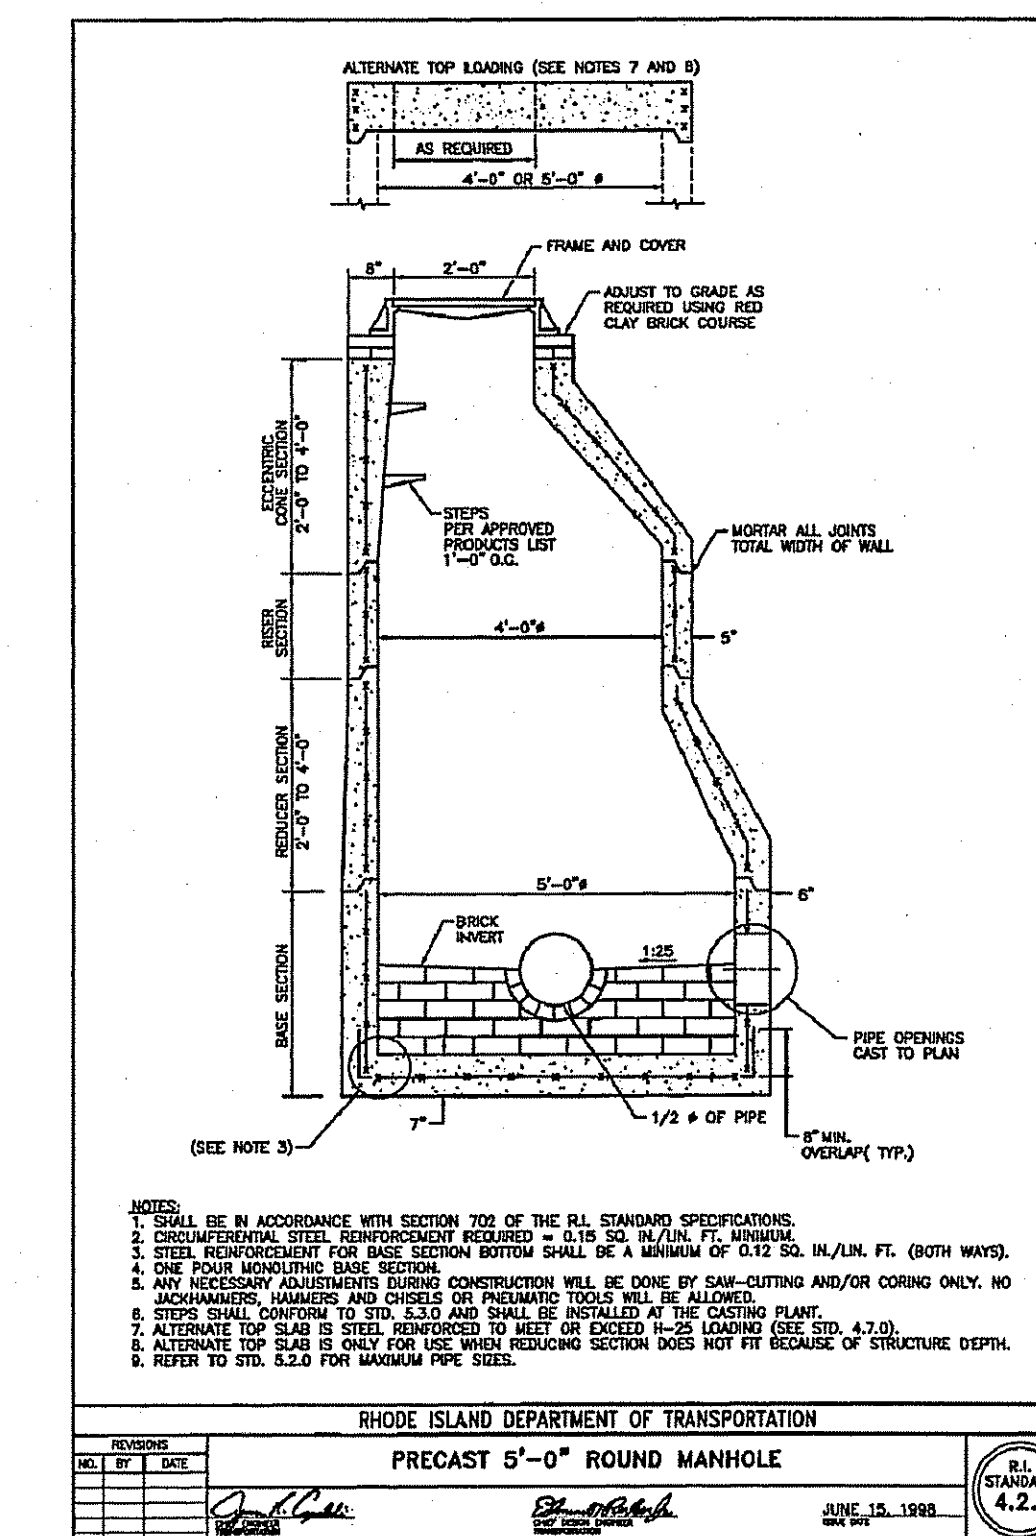 ALTERNATE TOP LOADING (SEE NOTES 7 AND 8)
AS REQUIRED
4'-0" OR 5'-0" ø
FRAME AND COVER
8"
2'-0"
ADJUST TO GRADE AS
REQUIRED USING RED
CLAY BRICK COURSE
ECCENTRIC
CONE SECTION
2'-0" TO 4'-0"
STEPS
PER APPROVED
PRODUCTS LIST
1'-0" O.C.
MORTAR ALL JOINTS
TOTAL WIDTH OF WALL
RISER
SECTION
4'-0"ø
5"
REDUCER SECTION
2'-0" TO 4'-0"
5'-0"ø
6"
BRICK
INVERT
1:25
BASE SECTION
PIPE OPENINGS
CAST TO PLAN
7"
1/2 ø OF PIPE
(SEE NOTE 3)
8" MIN.
OVERLAP( TYP.)
NOTES:
1. SHALL BE IN ACCORDANCE WITH SECTION 702 OF THE R.I. STANDARD SPECIFICATIONS.
2. CIRCUMFERENTIAL STEEL REINFORCEMENT REQUIRED = 0.15 SQ. IN./LIN. FT. MINIMUM.
3. STEEL REINFORCEMENT FOR BASE SECTION BOTTOM SHALL BE A MINIMUM OF 0.12 SQ. IN./LIN. FT. (BOTH WAYS).
4. ONE POUR MONOLITHIC BASE SECTION.
5. ANY NECESSARY ADJUSTMENTS DURING CONSTRUCTION WILL BE DONE BY SAW-CUTTING AND/OR CORING ONLY. NO
JACKHAMMERS, HAMMERS AND CHISELS OR PNEUMATIC TOOLS WILL BE ALLOWED.
6. STEPS SHALL CONFORM TO STD. 5.3.0 AND SHALL BE INSTALLED AT THE CASTING PLANT.
7. ALTERNATE TOP SLAB IS STEEL REINFORCED TO MEET OR EXCEED H-25 LOADING (SEE STD. 4.7.0).
8. ALTERNATE TOP SLAB IS ONLY FOR USE WHEN REDUCING SECTION DOES NOT FIT BECAUSE OF STRUCTURE DEPTH.
9. REFER TO STD. 5.2.0 FOR MAXIMUM PIPE SIZES.
RHODE ISLAND DEPARTMENT OF TRANSPORTATION
REVISIONS
NO. BY DATE
PRECAST 5'-0" ROUND MANHOLE
R.I.
STANDA
4.2.
CHIEF ENGINEER
TRANSPORTATION
CHIEF DESIGN ENGINEER
TRANSPORTATION
JUNE 15, 1998
ISSUE DATE